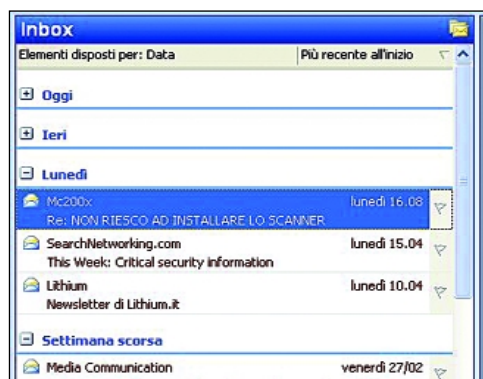 Inbox
Elementi disposti per: Data Più recente all'inizio
Oggi
Ieri
Lunedì
Mc200x lunedì 16.08
Re: NON RIESCO AD INSTALLARE LO SCANNER
SearchNetworking.com lunedì 15.04
This Week: Critical security information
Lithium lunedì 10.04
Newsletter di Lithium.it
Settimana scorsa
Media Communication venerdì 27/02